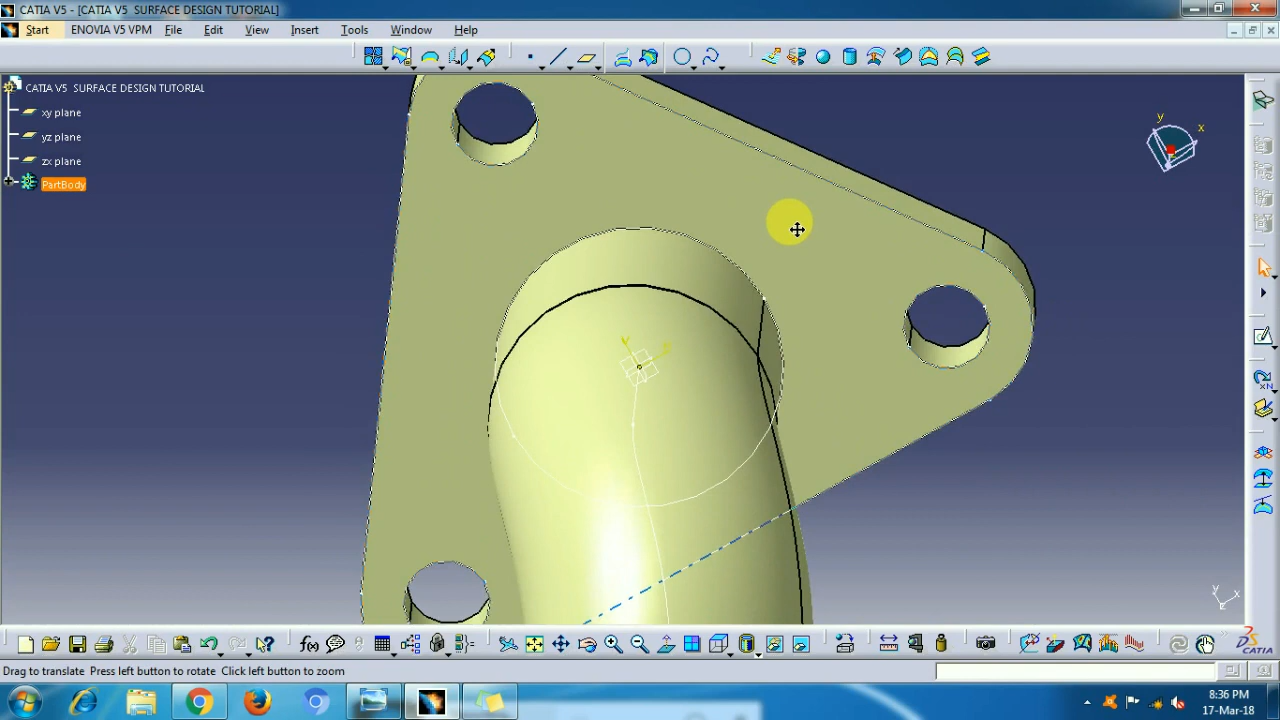 CATIA V5 - [CATIA V5  SURFACE DESIGN TUTORIAL]
Start ENOVIA V5 VPM File Edit View Insert Tools Window Help
CATIA V5  SURFACE DESIGN TUTORIAL
xy plane
yz plane
zx plane
PartBody
y
x
f(x)
CATIA
Drag to translate  Press left button to rotate  Click left button to zoom
8:36 PM
17-Mar-18